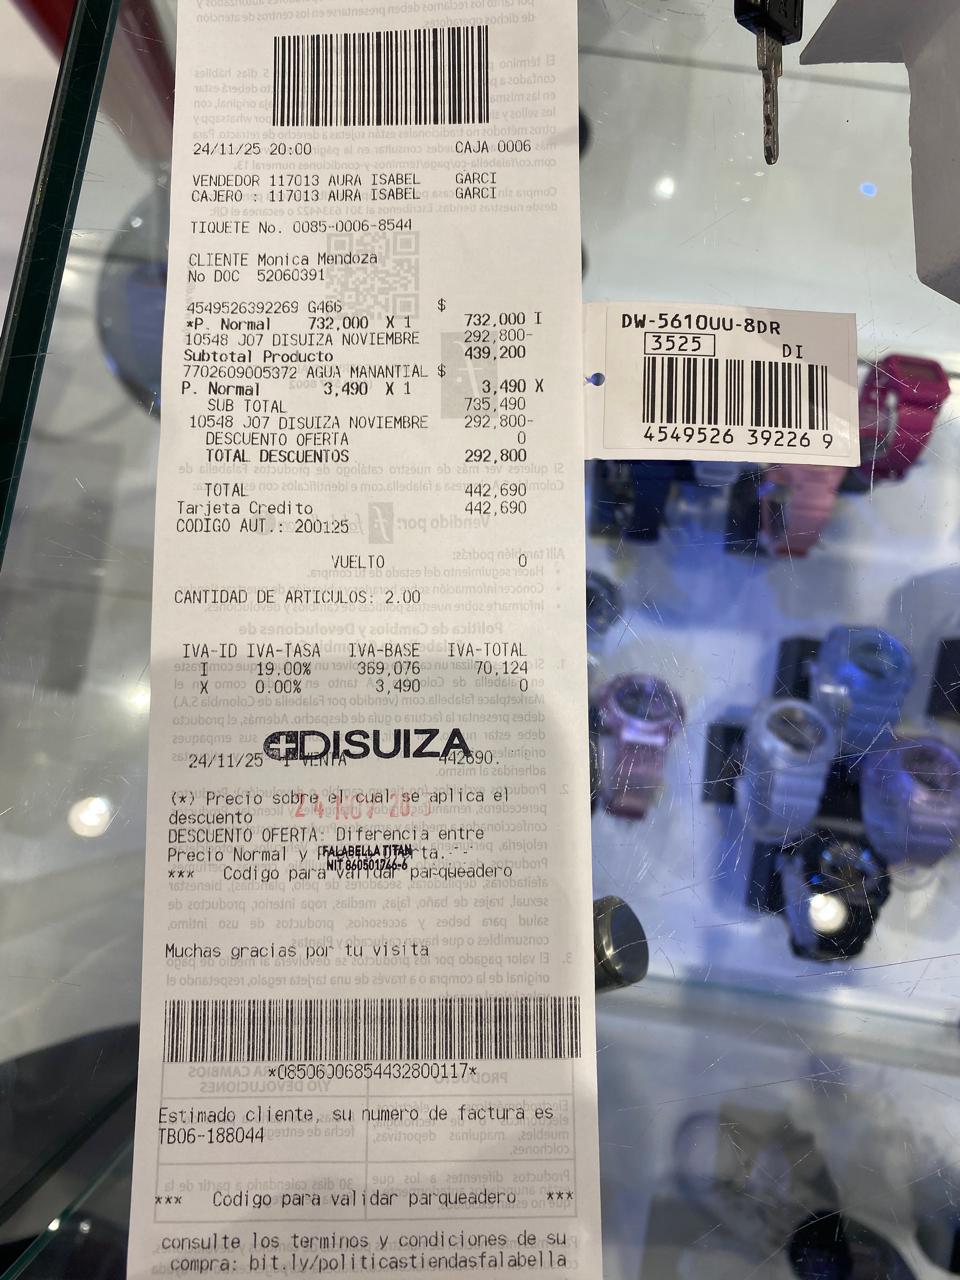 24/11/25 20:00 CAJA 0006
VENDEDOR 117013 AURA ISABEL GARCI
CAJERO : 117013 AURA ISABEL GARCI
TIQUETE No. 0085-0006-8544
CLIENTE Monica Mendoza
No DOC 52060391
4549526392269 G466 $
*P. Normal 732,000 X 1 732,000 I
10548 J07 DISUIZA NOVIEMBRE 292,800-
Subtotal Producto 439,200
7702609005372 AGUA MANANTIAL $
P. Normal 3,490 X 1 3,490 X
SUB TOTAL 735,490
10548 J07 DISUIZA NOVIEMBRE 292,800-
DESCUENTO OFERTA 0
TOTAL DESCUENTOS 292,800
TOTAL 442,690
Tarjeta Credito 442,690
CODIGO AUT.: 200125
VUELTO 0
CANTIDAD DE ARTICULOS: 2.00
IVA-ID IVA-TASA IVA-BASE IVA-TOTAL
I 19.00% 369,076 70,124
X 0.00% 3,490 0
DISUIZA
24/11/25 1 VENTA 442690.
(*) Precio sobre el cual se aplica el
descuento
DESCUENTO OFERTA: Diferencia entre
Precio Normal y
FALABELLA TITAN
NIT 860501746-6
*** Codigo para validar parqueadero
Muchas gracias por tu visita
Estimado cliente, su numero de factura es
TB06-188044
*** Codigo para validar parqueadero ***
consulte los terminos y condiciones de su
compra: bit.ly/politicastiendasfalabella
DW-5610UU-8DR
3525 DI
4549526 39226 9